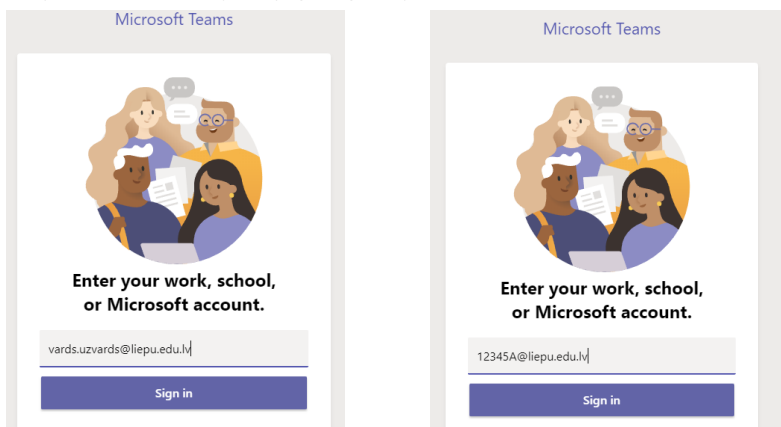 Microsoft Teams
Enter your work, school,
or Microsoft account.
vards.uzvards@liepu.edu.lv
Sign in
Microsoft Teams
Enter your work, school,
or Microsoft account.
12345A@liepu.edu.lv
Sign in